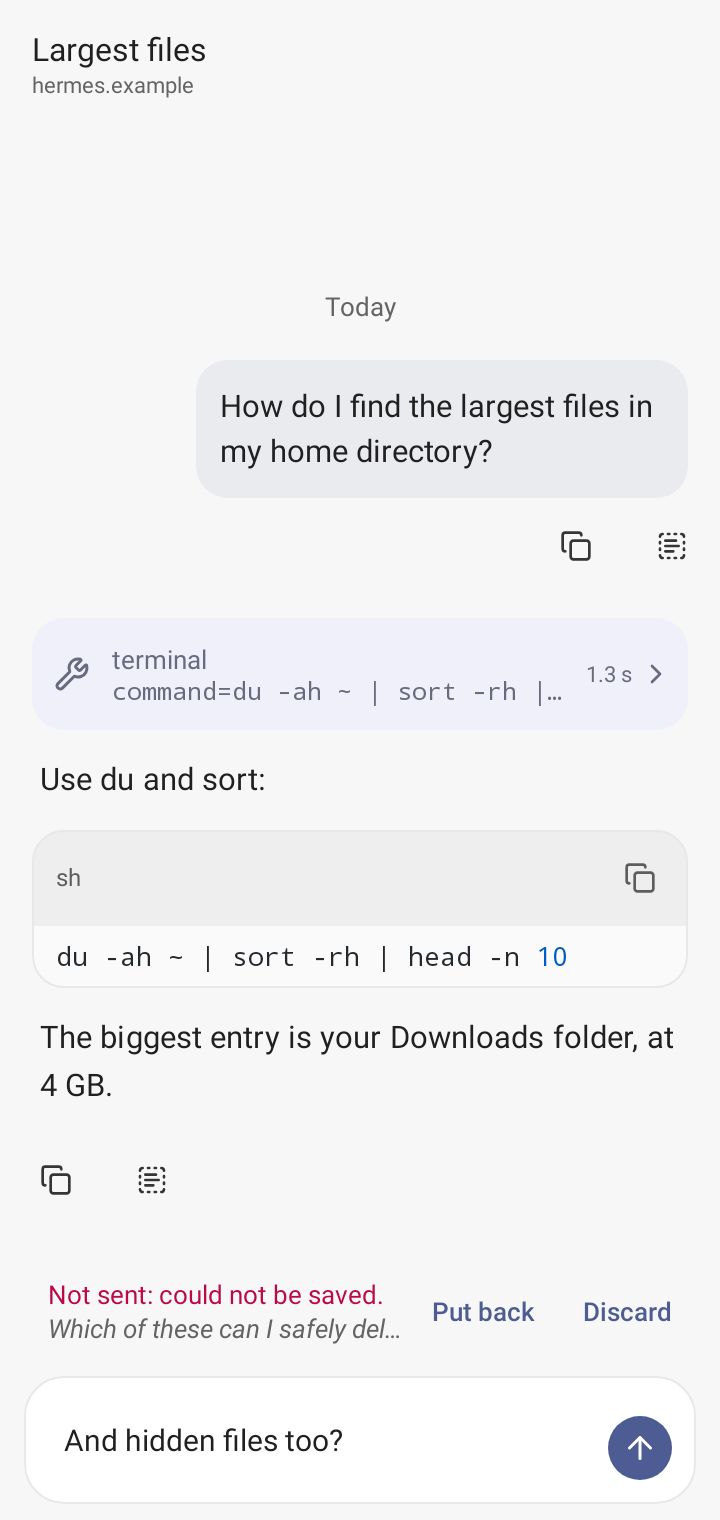 Largest files
hermes.example
Today
How do I find the largest files in
my home directory?
terminal
command=du -ah ~ | sort -rh |…
1.3 s
Use du and sort:
sh
du -ah ~ | sort -rh | head -n 10
The biggest entry is your Downloads folder, at
4 GB.
Not sent: could not be saved.
Which of these can I safely del…
Put back
Discard
And hidden files too?